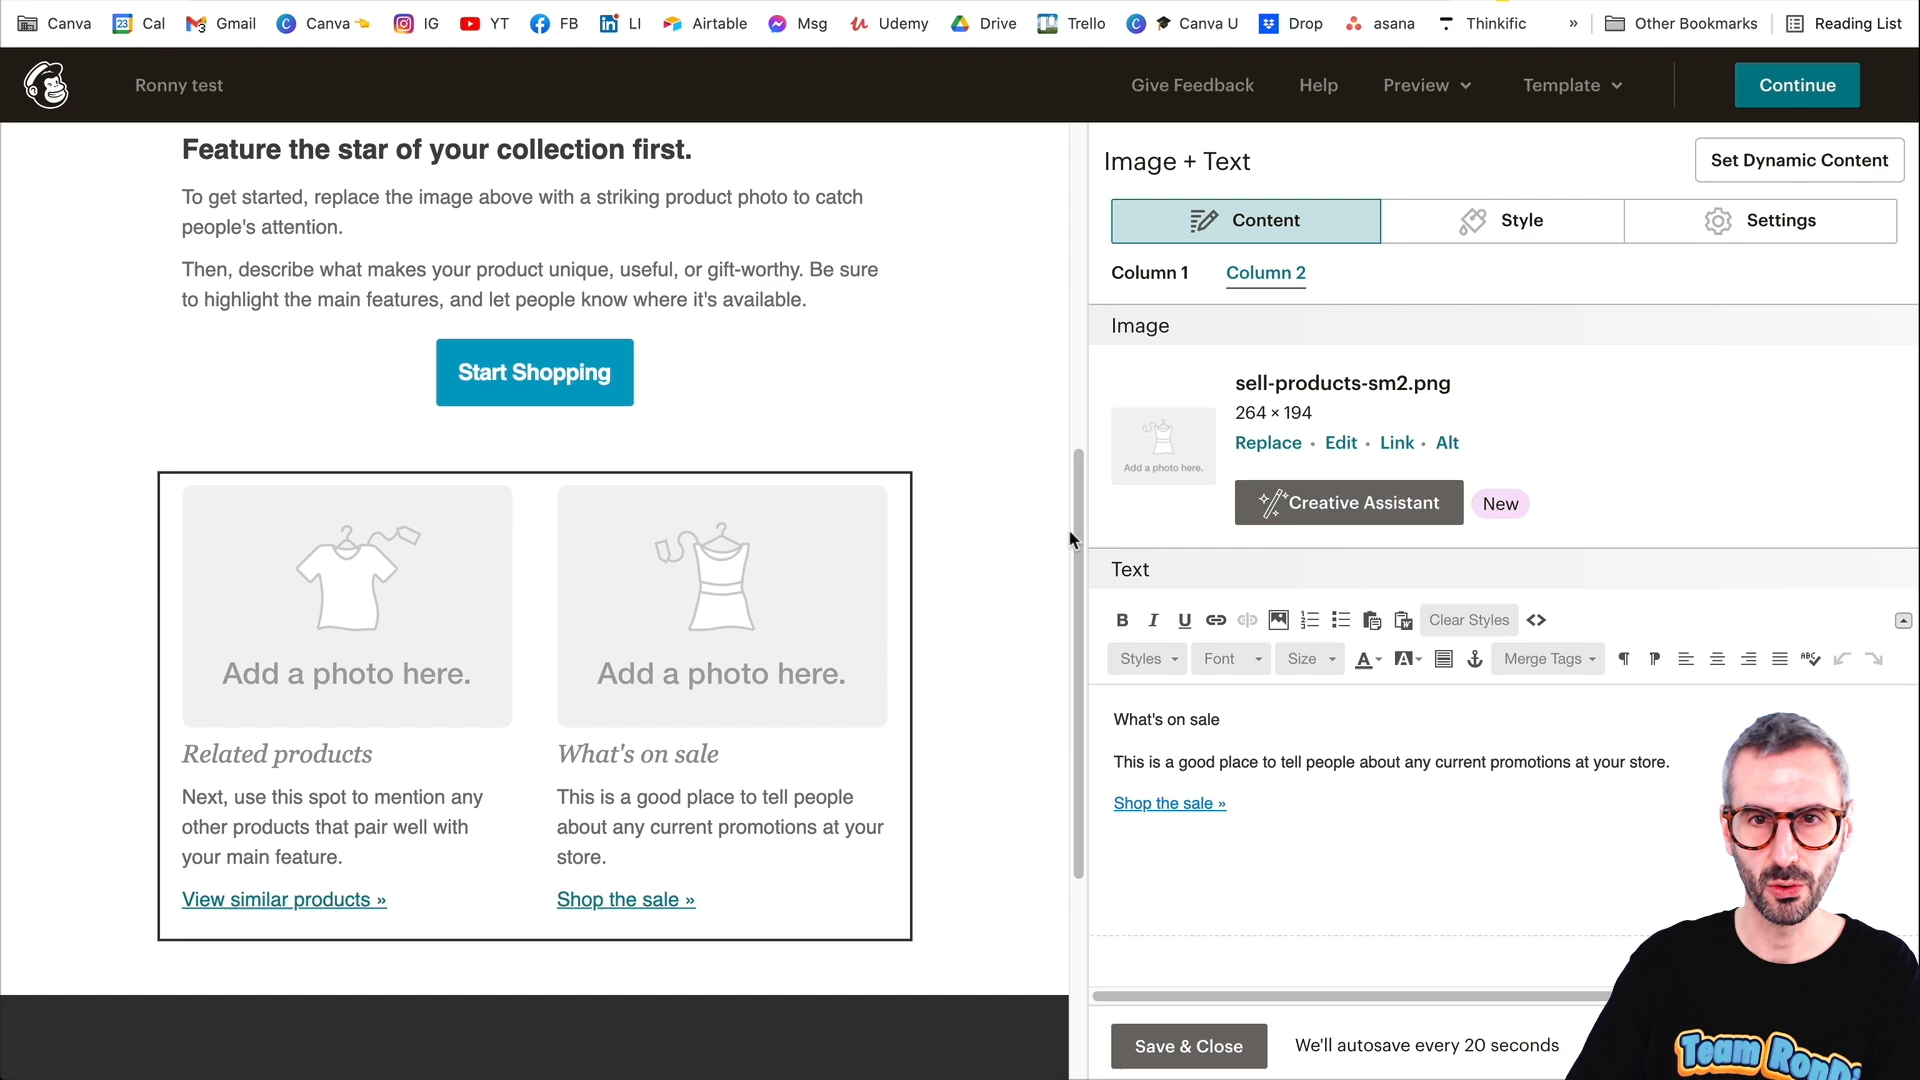 Canva
23
Cal
Gmail
C
Canva
IG
YT
FB
LI
Airtable
Msg
Udemy
Drive
Trello
C
Canva U
Drop
asana
Thinkific
»
Other Bookmarks
Reading List
Ronny test
Give Feedback
Help
Preview
Template
Continue
Feature the star of your collection first.
To get started, replace the image above with a striking product photo to catch
people's attention.
Then, describe what makes your product unique, useful, or gift-worthy. Be sure
to highlight the main features, and let people know where it's available.
Start Shopping
Add a photo here.
Add a photo here.
Related products
What's on sale
Next, use this spot to mention any
other products that pair well with
your main feature.
This is a good place to tell people
about any current promotions at your
store.
View similar products »
Shop the sale »
Image + Text
Set Dynamic Content
Content
Style
Settings
Column 1
Column 2
Image
Add a photo here.
sell-products-sm2.png
264 × 194
Replace • Edit • Link • Alt
Creative Assistant
New
Text
B I U
Clear Styles
Styles
Font
Size
A
A
Merge Tags
ABC
What's on sale
This is a good place to tell people about any current promotions at your store.
Shop the sale »
Save & Close
We'll autosave every 20 seconds
Team